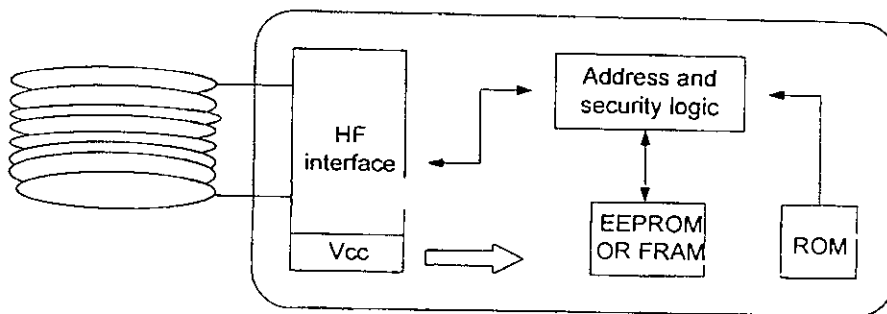 HF
interface
Vcc
Address and
security logic
EEPROM
OR FRAM
ROM